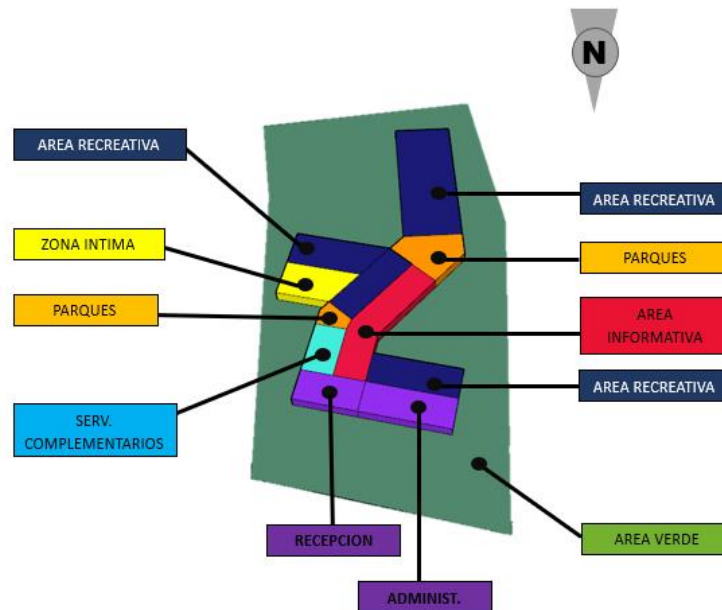 N
AREA RECREATIVA
AREA RECREATIVA
ZONA INTIMA
PARQUES
PARQUES
AREA
INFORMATIVA
AREA RECREATIVA
SERV.
COMPLEMENTARIOS
RECEPCION
AREA VERDE
ADMINIST.